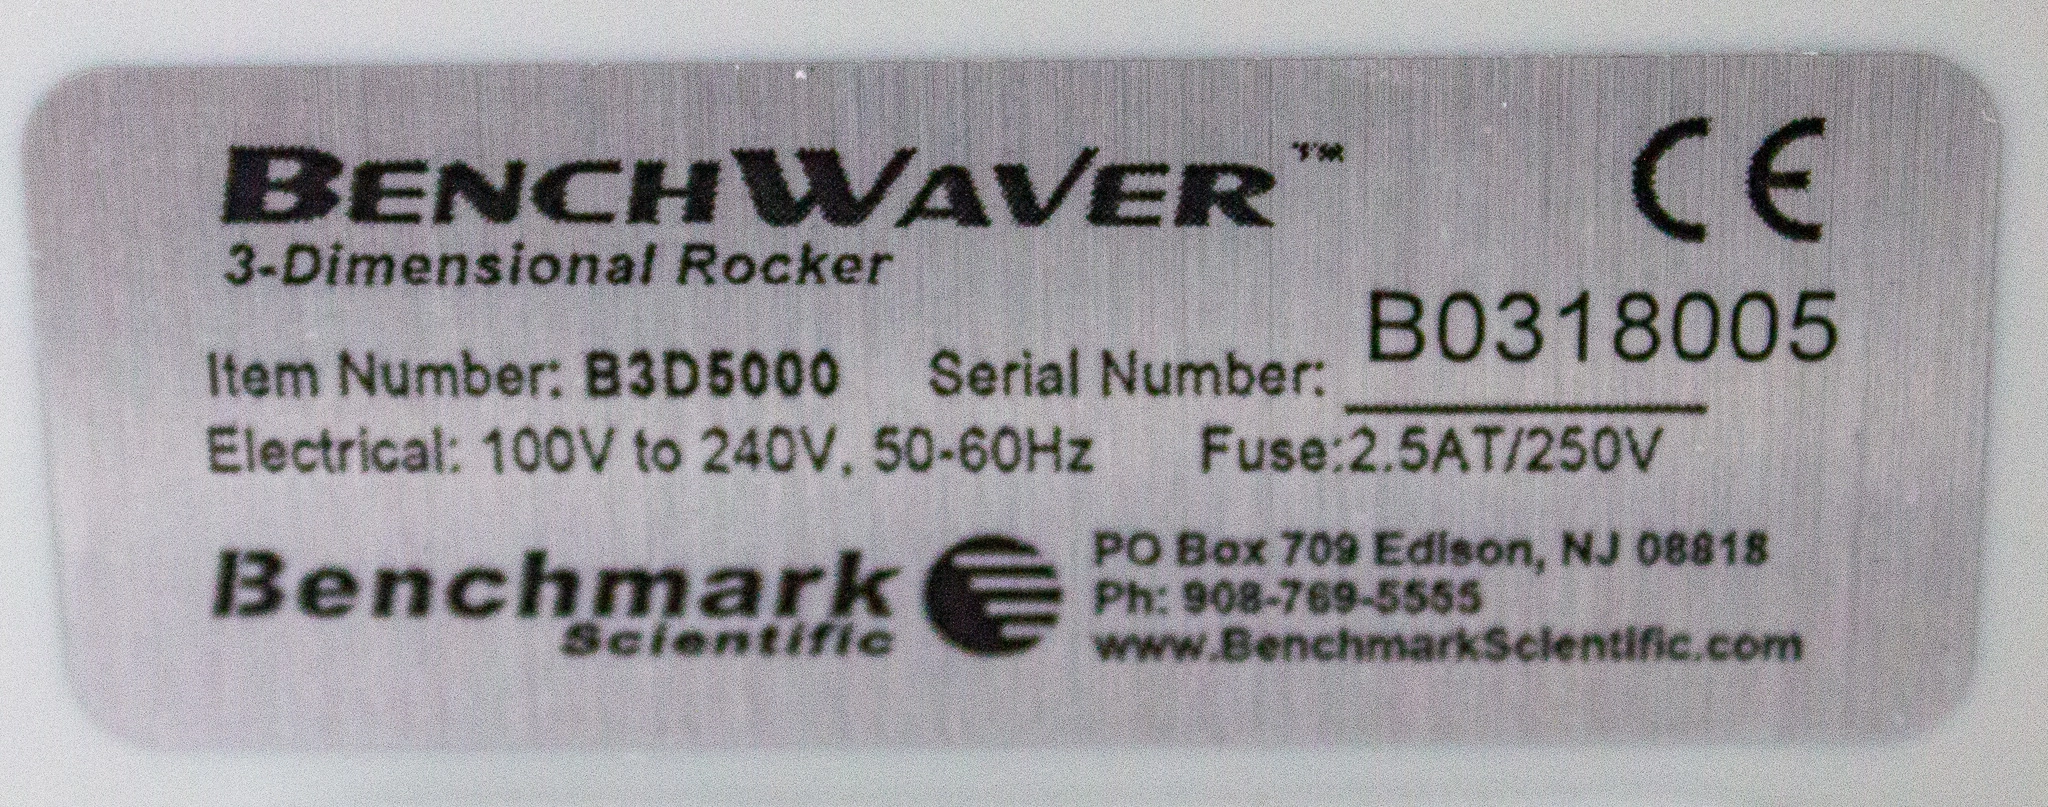 BENCHWAVER™ CE
3-Dimensional Rocker
Item Number: B3D5000 Serial Number: B0318005
Electrical: 100V to 240V, 50-60Hz Fuse:2.5AT/250V
Benchmark
Scientific
PO Box 709 Edison, NJ 08818
Ph: 908-769-5555
www.BenchmarkScientific.com